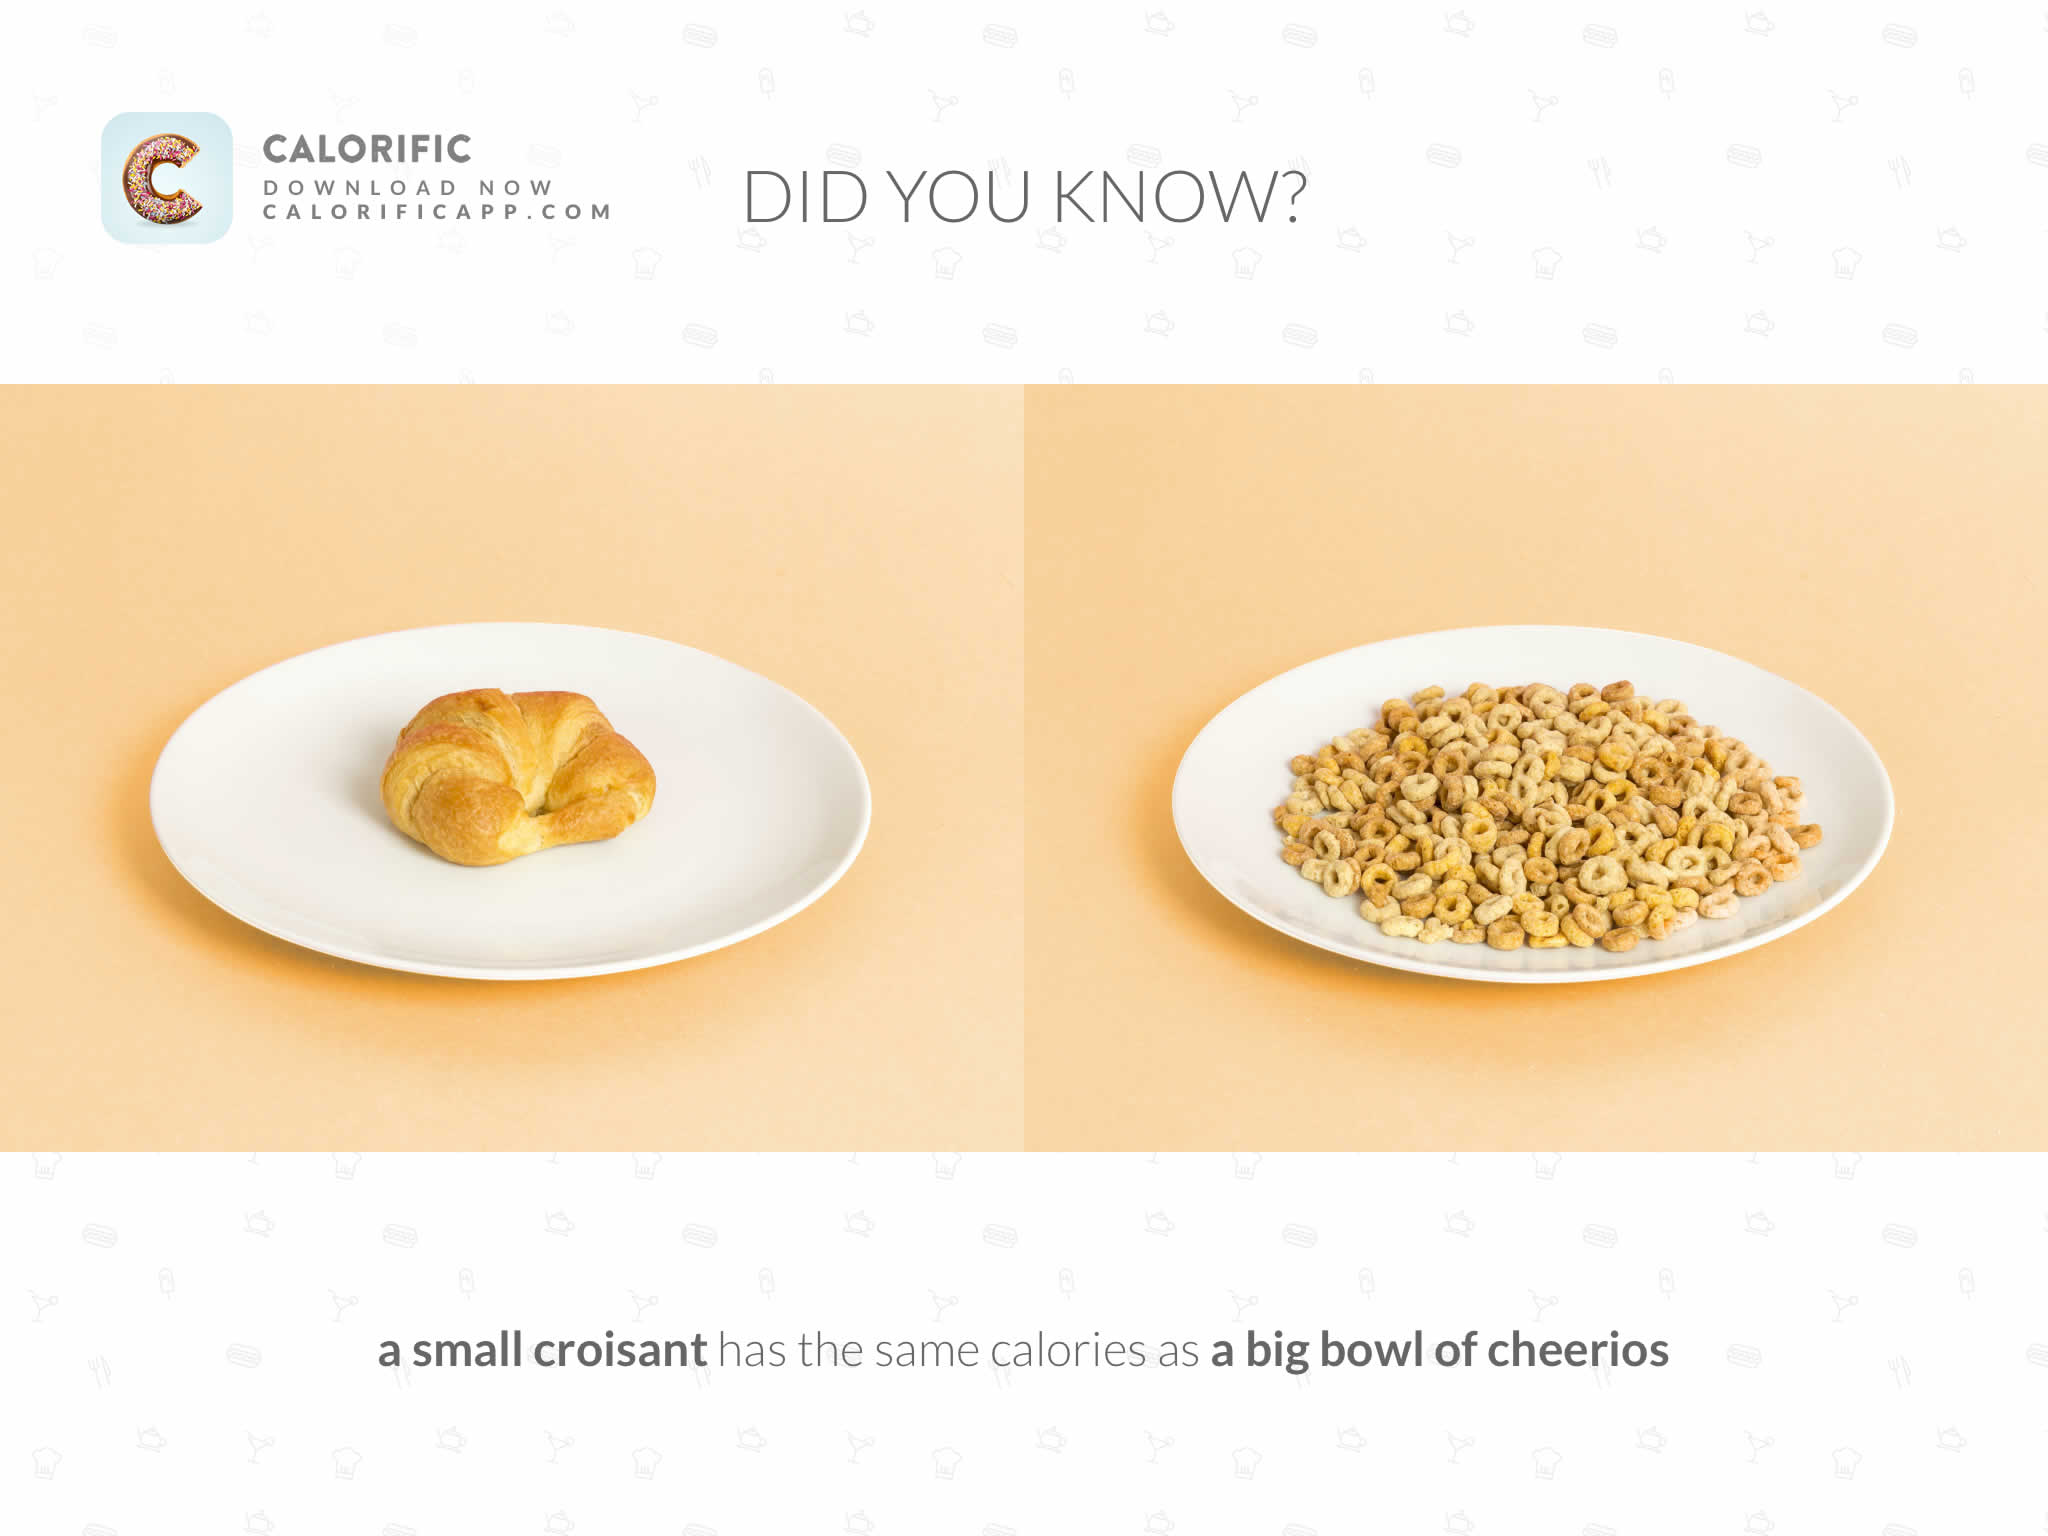 CALORIFIC
DOWNLOAD NOW
CALORIFICAPP.COM
DID YOU KNOW?
a small croisant has the same calories as a big bowl of cheerios